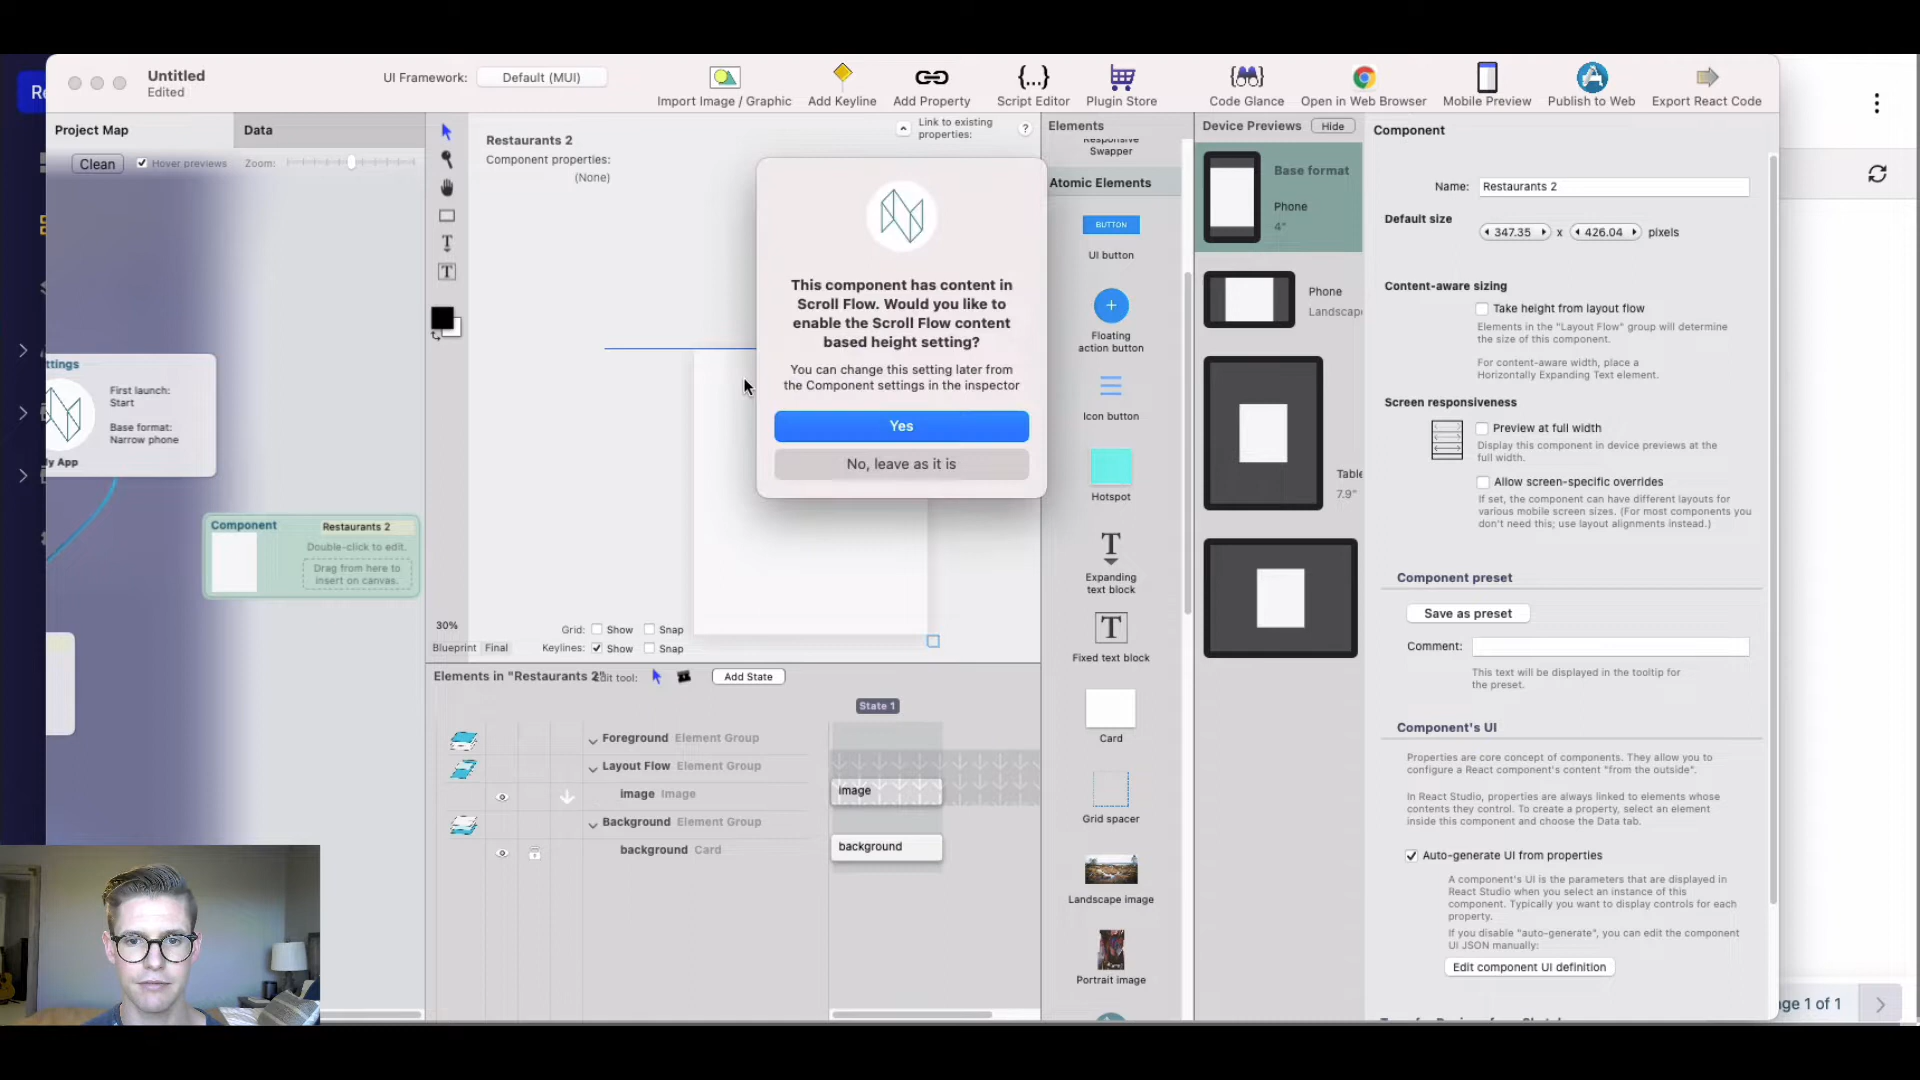 Untitled
Edited
UI Framework:
Default (MUI)
Import Image / Graphic
Add Keyline
Add Property
{...}
Script Editor
Plugin Store
Code Glance
Open in Web Browser
Mobile Preview
Publish to Web
Export React Code
Re
Project Map
Data
Clean
Hover previews
Zoom:
ttings
First launch:
Start
Base format:
Narrow phone
My App
Component
Restaurants 2
Double-click to edit.
Drag from here to
insert on canvas.
Restaurants 2
Component properties:
(None)
Link to existing
properties:
?
This component has content in
Scroll Flow. Would you like to
enable the Scroll Flow content
based height setting?
You can change this setting later from
the Component settings in the inspector
Yes
No, leave as it is
30%
Grid:
Show
Snap
Blueprint
Final
Keylines:
Show
Snap
Elements in "Restaurants 2"
Edit tool:
Add State
State 1
Foreground Element Group
Layout Flow Element Group
image Image
image
Background Element Group
background Card
background
Elements
Responsive
Swapper
Atomic Elements
BUTTON
UI button
Floating
action button
Icon button
Hotspot
T
Expanding
text block
T
Fixed text block
Card
Grid spacer
Landscape image
Portrait image
Device Previews
Hide
Base format
Phone
4"
Phone
Landscape
Table
7.9"
Component
Name:
Restaurants 2
Default size
347.35
x
426.04
pixels
Content-aware sizing
Take height from layout flow
Elements in the "Layout Flow" group will determine
the size of this component.
For content-aware width, place a
Horizontally Expanding Text element.
Screen responsiveness
Preview at full width
Display this component in device previews at the
full width.
Allow screen-specific overrides
If set, the component can have different layouts for
various mobile screen sizes. (For most components you
don't need this; use layout alignments instead.)
Component preset
Save as preset
Comment:
This text will be displayed in the tooltip for
the preset.
Component's UI
Properties are core concept of components. They allow you to
configure a React component's content "from the outside".
In React Studio, properties are always linked to elements whose
contents they control. To create a property, select an element
inside this component and choose the Data tab.
Auto-generate UI from properties
A component's UI is the parameters that are displayed in
React Studio when you select an instance of this
component. Typically you want to display controls for each
property.
If you disable "auto-generate", you can edit the component
UI JSON manually:
Edit component UI definition
age 1 of 1